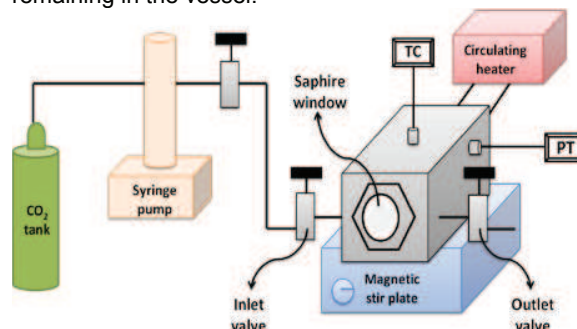 remaining in the vessel.
TC
Circulating
heater
Saphire
window
PT
CO₂
tank
Syringe
pump
Magnetic
stir plate
Inlet
valve
Outlet
valve